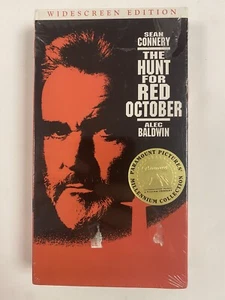 WIDESCREEN EDITION
SEAN
CONNERY
THE
HUNT
FOR
RED
OCTOBER
ALEC
BALDWIN
PARAMOUNT PICTURES
MILLENNIUM COLLECTION